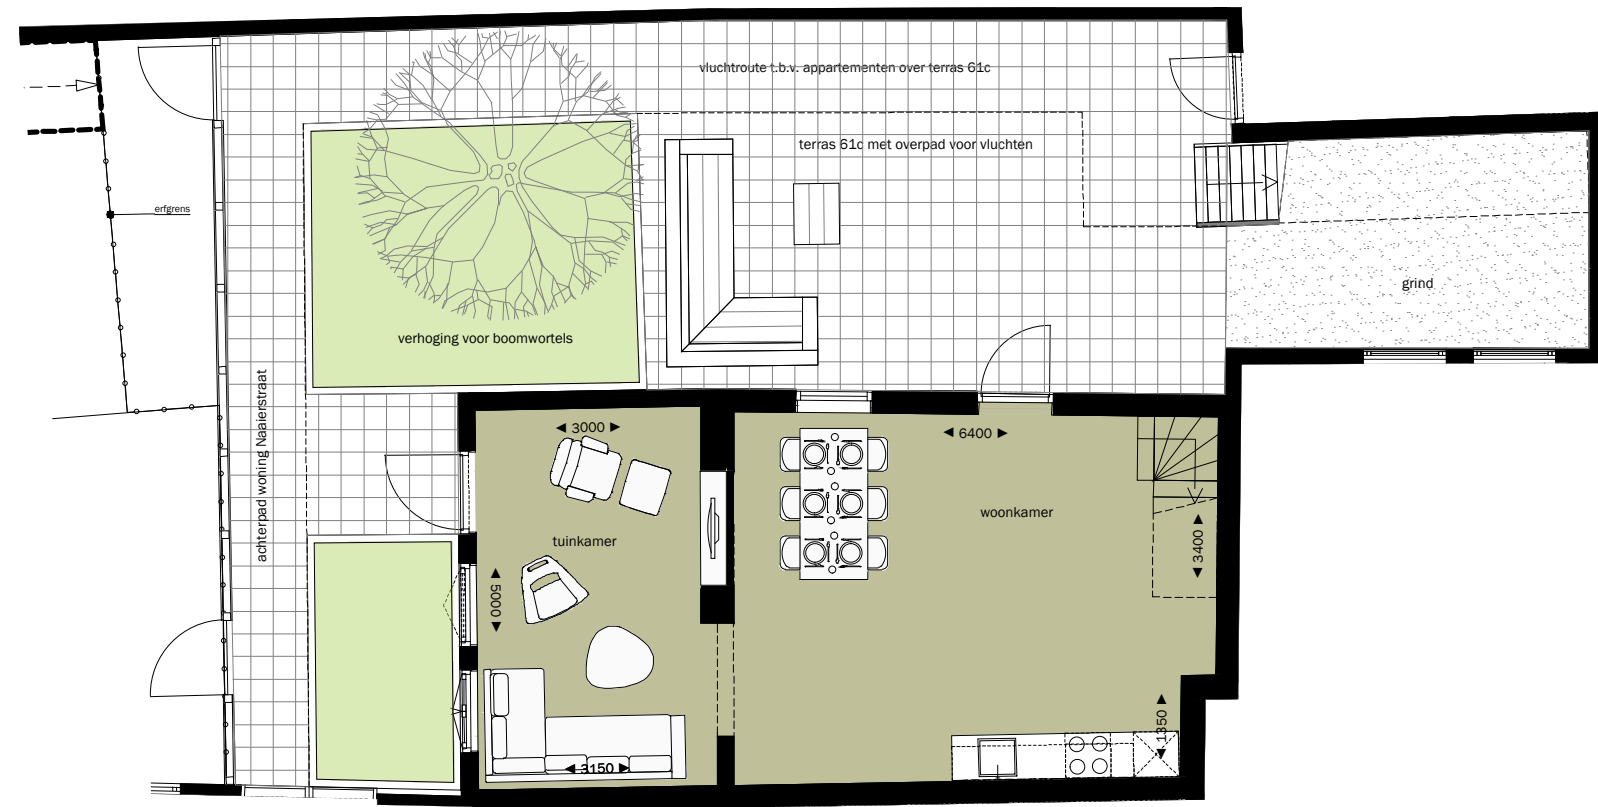 vluchtroute t.b.v. appartementen over terras 61c
terras 61c met overpad voor vluchten
erfgrens
grind
verhoging voor boomwortels
achterpad woning Naaierstraat
3000
6400
woonkamer
tuinkamer
3400
5000
1350
3150